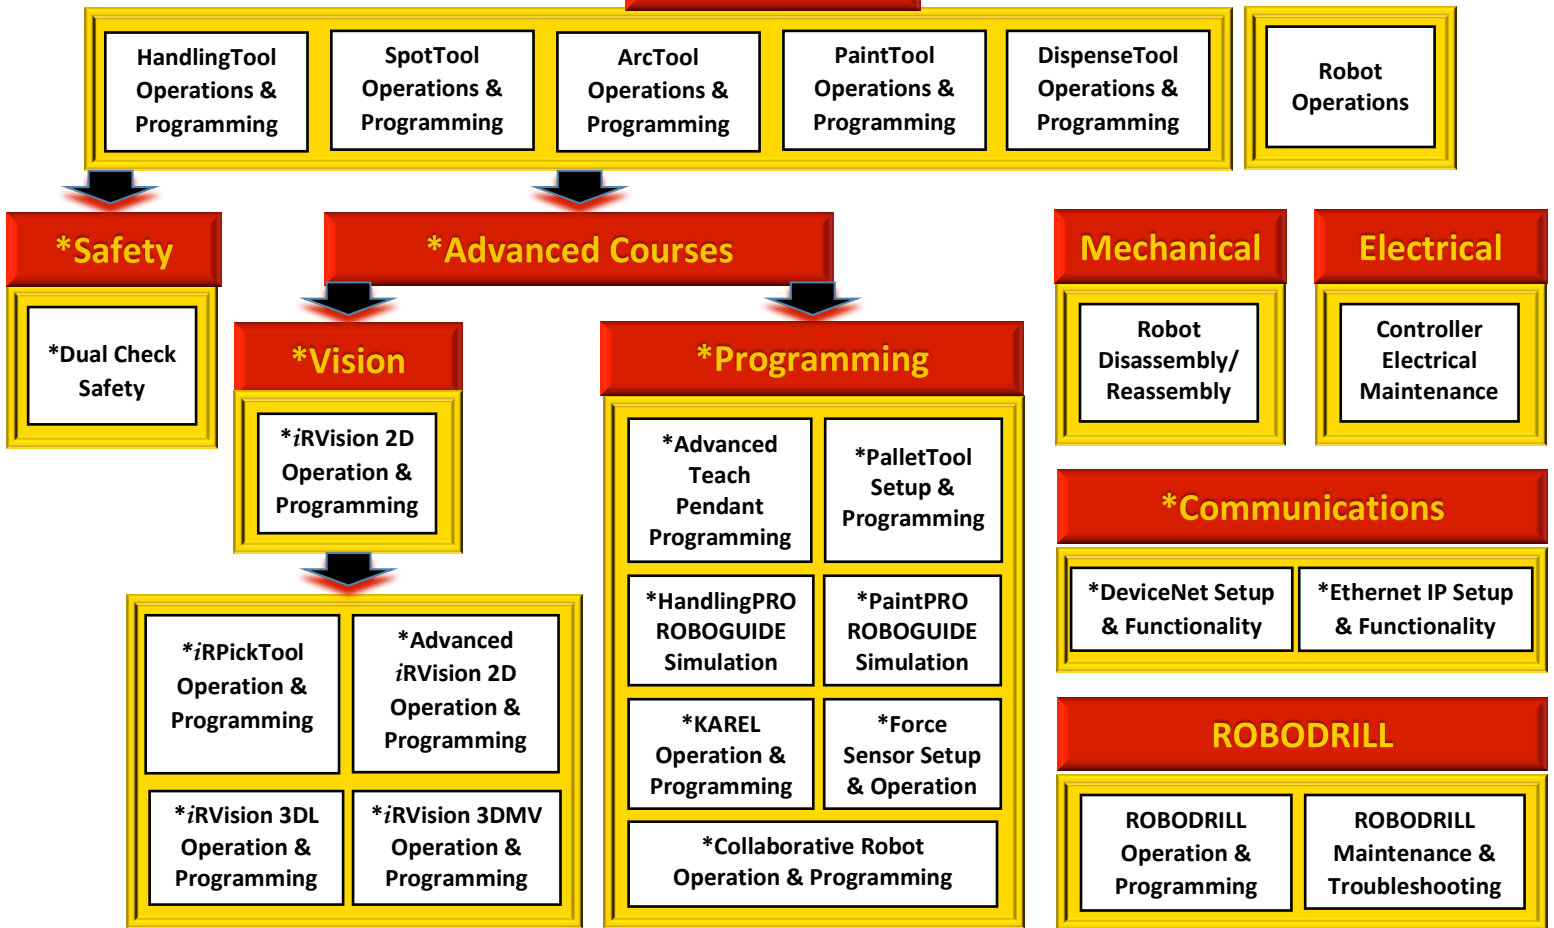 HandlingTool
Operations &
Programming
SpotTool
Operations &
Programming
ArcTool
Operations &
Programming
PaintTool
Operations &
Programming
DispenseTool
Operations &
Programming
Robot
Operations
*Safety
*Dual Check
Safety
*Advanced Courses
*Vision
*iRVision 2D
Operation &
Programming
*iRPickTool
Operation &
Programming
*Advanced
iRVision 2D
Operation &
Programming
*iRVision 3DL
Operation &
Programming
*iRVision 3DMV
Operation &
Programming
*Programming
*Advanced
Teach
Pendant
Programming
*PalletTool
Setup &
Programming
*HandlingPRO
ROBOGUIDE
Simulation
*PaintPRO
ROBOGUIDE
Simulation
*KAREL
Operation &
Programming
*Force
Sensor Setup
& Operation
*Collaborative Robot
Operation & Programming
Mechanical
Robot
Disassembly/
Reassembly
Electrical
Controller
Electrical
Maintenance
*Communications
*DeviceNet Setup
& Functionality
*Ethernet IP Setup
& Functionality
ROBODRILL
ROBODRILL
Operation &
Programming
ROBODRILL
Maintenance &
Troubleshooting